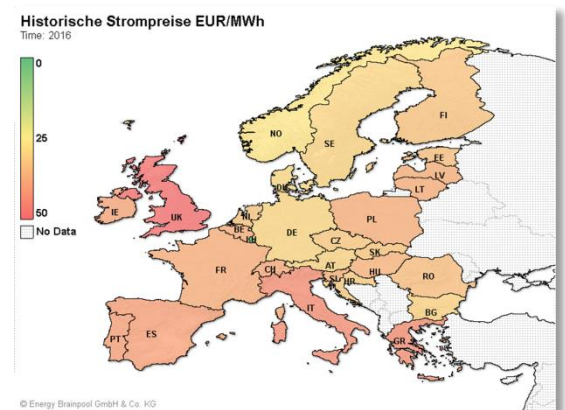 Historische Strompreise EUR/MWh
Time: 2016
0
25
50
No Data
NO
SE
FI
EE
LV
LT
DK
IE
UK
NL
BE
DE
PL
CZ
SK
AT
HU
FR
CH
SI
HR
RO
IT
BG
PT
ES
GR
© Energy Brainpool GmbH & Co. KG